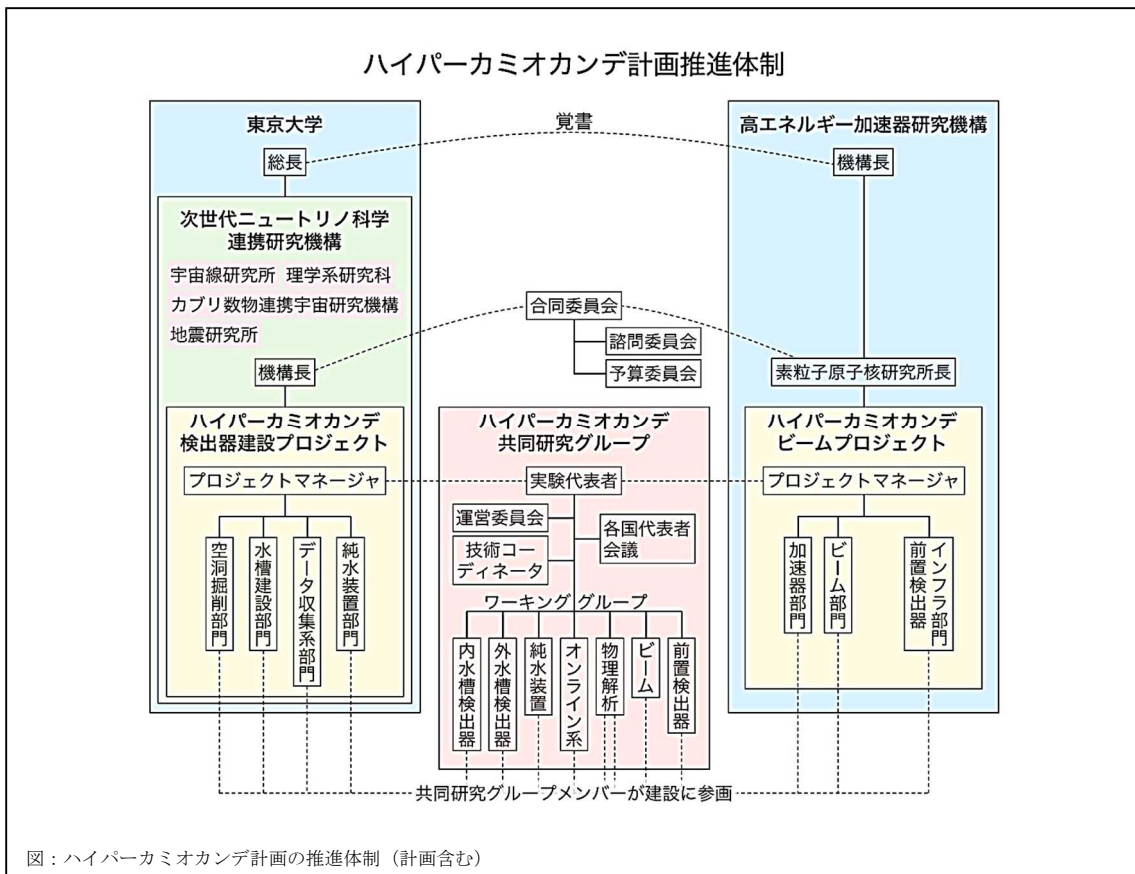 ハイパーカミオカンデ計画推進体制
東京大学
総長
次世代ニュートリノ科学
連携研究機構
宇宙線研究所 理学系研究科
カブリ数物連携宇宙研究機構
地震研究所
機構長
ハイパーカミオカンデ
検出器建設プロジェクト
プロジェクトマネージャ
空洞掘削部門
水槽建設部門
データ収集系部門
純水装置部門
覚書
合同委員会
諮問委員会
予算委員会
ハイパーカミオカンデ
共同研究グループ
実験代表者
運営委員会
各国代表者
会議
技術コー
ディネータ
ワーキンググループ
内水槽検出器
外水槽検出器
純水装置
オンライン系
物理解析
ビーム
前置検出器
高エネルギー加速器研究機構
機構長
素粒子原子核研究所長
ハイパーカミオカンデ
ビームプロジェクト
プロジェクトマネージャ
加速器部門
ビーム部門
前置検出器
インフラ部門
共同研究グループメンバーが建設に参画
図：ハイパーカミオカンデ計画の推進体制（計画含む）